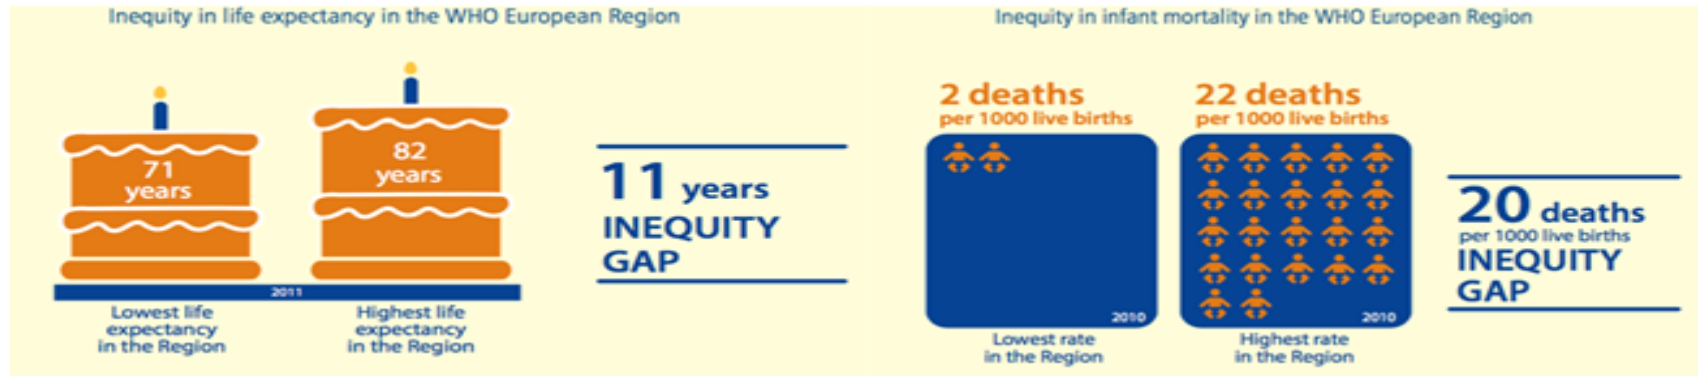 Inequity in life expectancy in the WHO European Region
71
years
82
years
2011
Lowest life
expectancy
in the Region
Highest life
expectancy
in the Region
11 years
INEQUITY
GAP
Inequity in infant mortality in the WHO European Region
2 deaths
per 1000 live births
2010
Lowest rate
in the Region
22 deaths
per 1000 live births
2010
Highest rate
in the Region
20 deaths
per 1000 live births
INEQUITY
GAP